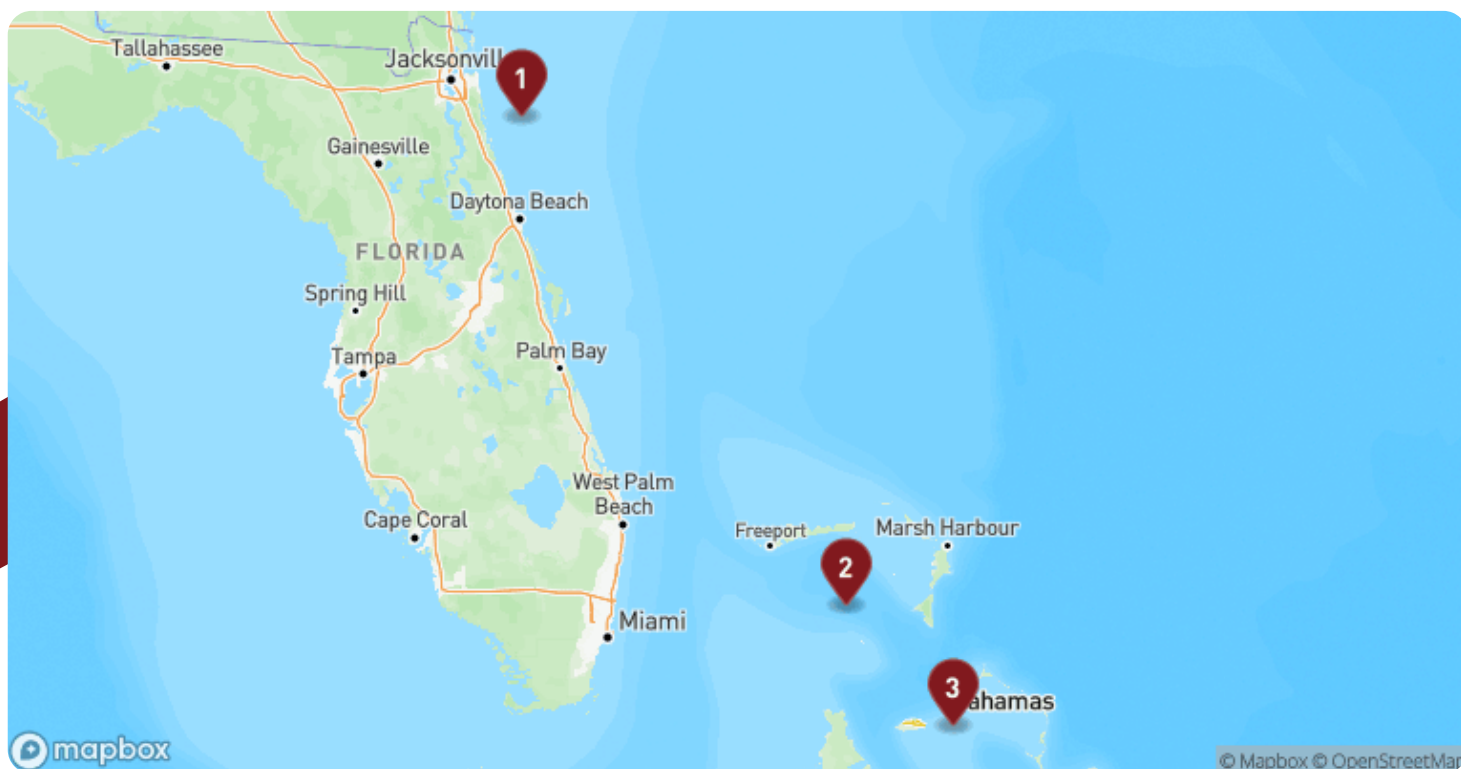 Tallahassee
Jacksonvill
1
Gainesville
Daytona Beach
FLORIDA
Spring Hill
Tampa
Palm Bay
West Palm
Beach
Cape Coral
Freeport
Marsh Harbour
2
Miami
3
ahamas
mapbox
© Mapbox © OpenStreetMap